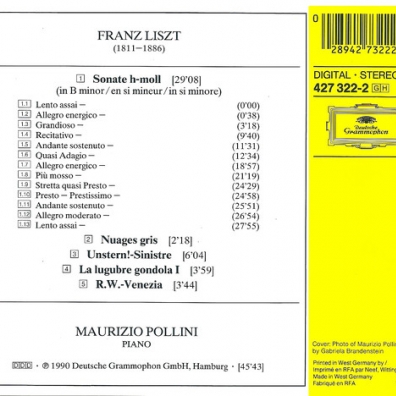 FRANZ LISZT
(1811–1886)
1 Sonate h-moll [29'08]
(in B minor / en si mineur / in si minore)
1.1 Lento assai – (0'00)
1.2 Allegro energico – (0'38)
1.3 Grandioso – (3'18)
1.4 Recitativo – (9'40)
1.5 Andante sostenuto – (11'31)
1.6 Quasi Adagio – (12'34)
1.7 Allegro energico – (18'57)
1.8 Più mosso – (21'19)
1.9 Stretta quasi Presto – (24'29)
1.10 Presto – Prestissimo – (24'58)
1.11 Andante sostenuto – (25'51)
1.12 Allegro moderato – (26'54)
1.13 Lento assai – (27'55)
2 Nuages gris [2'18]
3 Unstern!-Sinistre [6'04]
4 La lugubre gondola I [3'59]
5 R.W.-Venezia [3'44]
MAURIZIO POLLINI
PIANO
DDD · ℗ 1990 Deutsche Grammophon GmbH, Hamburg · [45'43]
0
28942 73222
DIGITAL · STEREO
427 322-2 GH
Deutsche
Grammophon
Cover: Photo of Maurizio Pollini
by Gabriela Brandenstein
Printed in West Germany by /
Imprimé en RFA par Neef, Witting
Made in West Germany
Fabriqué en RFA